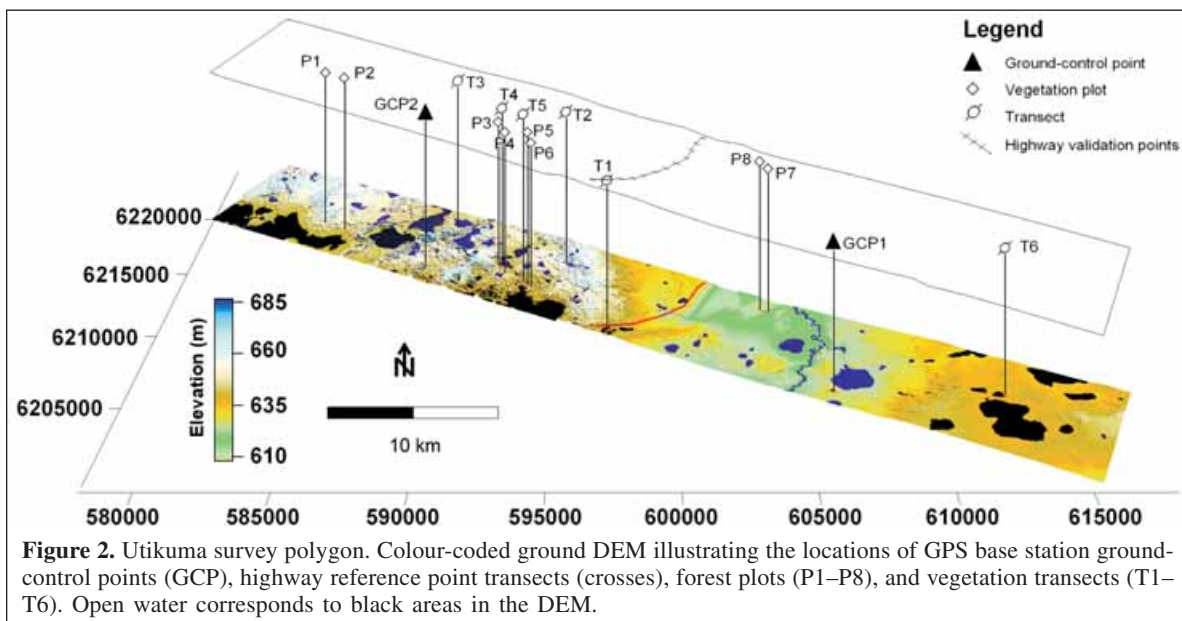 Legend
Ground-control point
Vegetation plot
Transect
Highway validation points
P1
P2
GCP2
T3
T4
P3
P4
T5
P5
P6
T2
T1
P8
P7
GCP1
T6
6220000
6215000
6210000
6205000
Elevation (m)
685
660
635
610
N
10 km
580000 585000 590000 595000 600000 605000 610000 615000
Figure 2. Utikuma survey polygon. Colour-coded ground DEM illustrating the locations of GPS base station ground-
control points (GCP), highway reference point transects (crosses), forest plots (P1–P8), and vegetation transects (T1–
T6). Open water corresponds to black areas in the DEM.